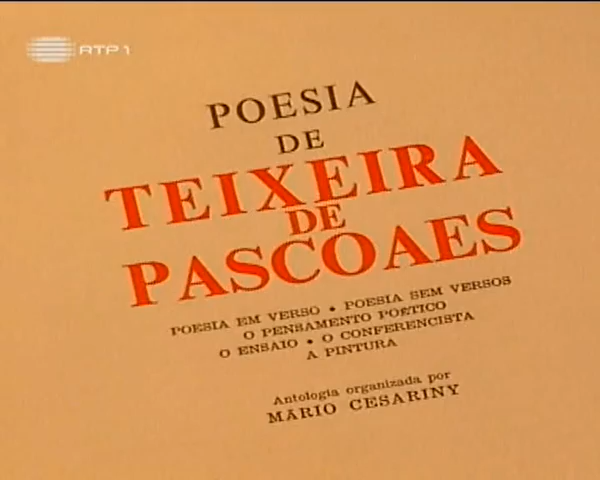 RTP 1
POESIA
DE
TEIXEIRA
DE
PASCOAES
POESIA EM VERSO • POESIA SEM VERSOS
O PENSAMENTO POÉTICO
O ENSAIO • O CONFERENCISTA
A PINTURA
Antologia organizada por
MÁRIO CESARINY